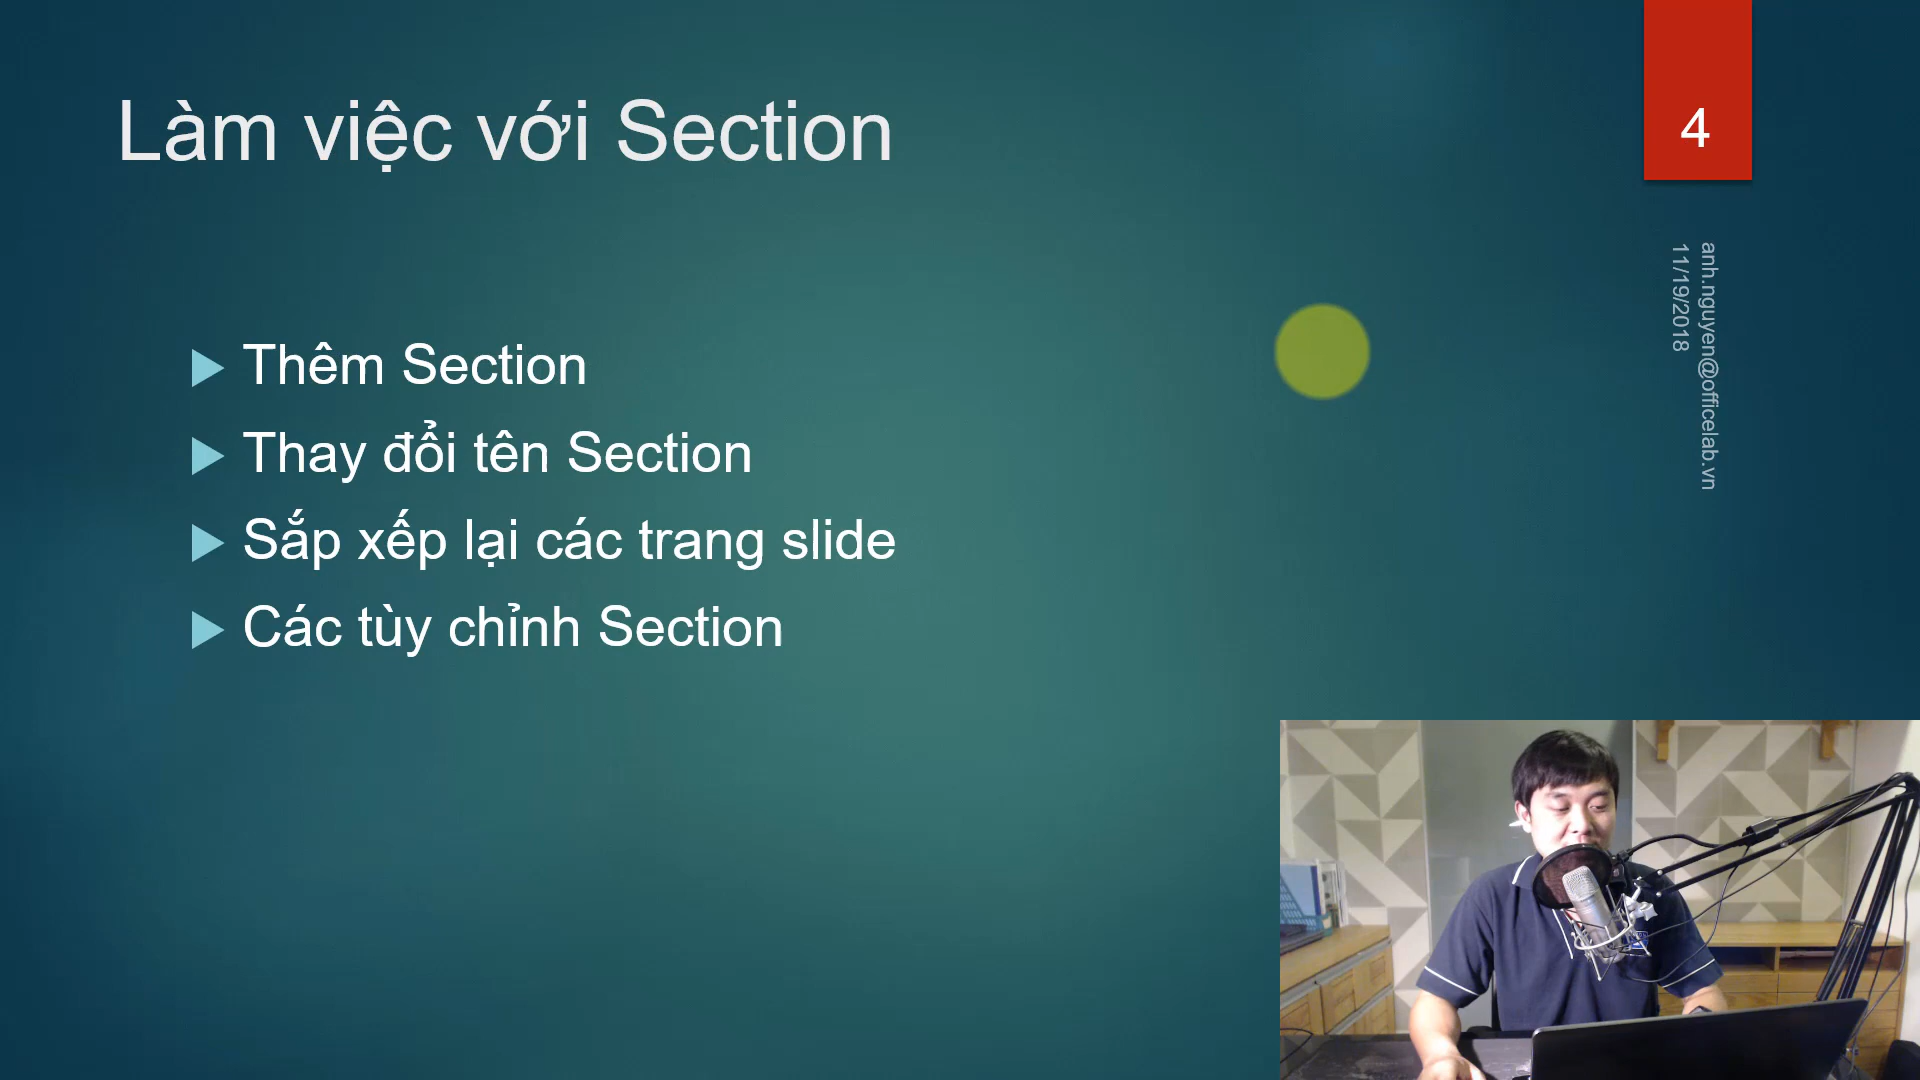 Làm việc với Section
4
Thêm Section
Thay đổi tên Section
Sắp xếp lại các trang slide
Các tùy chỉnh Section
anh.nguyen@officelab.vn
11/19/2018